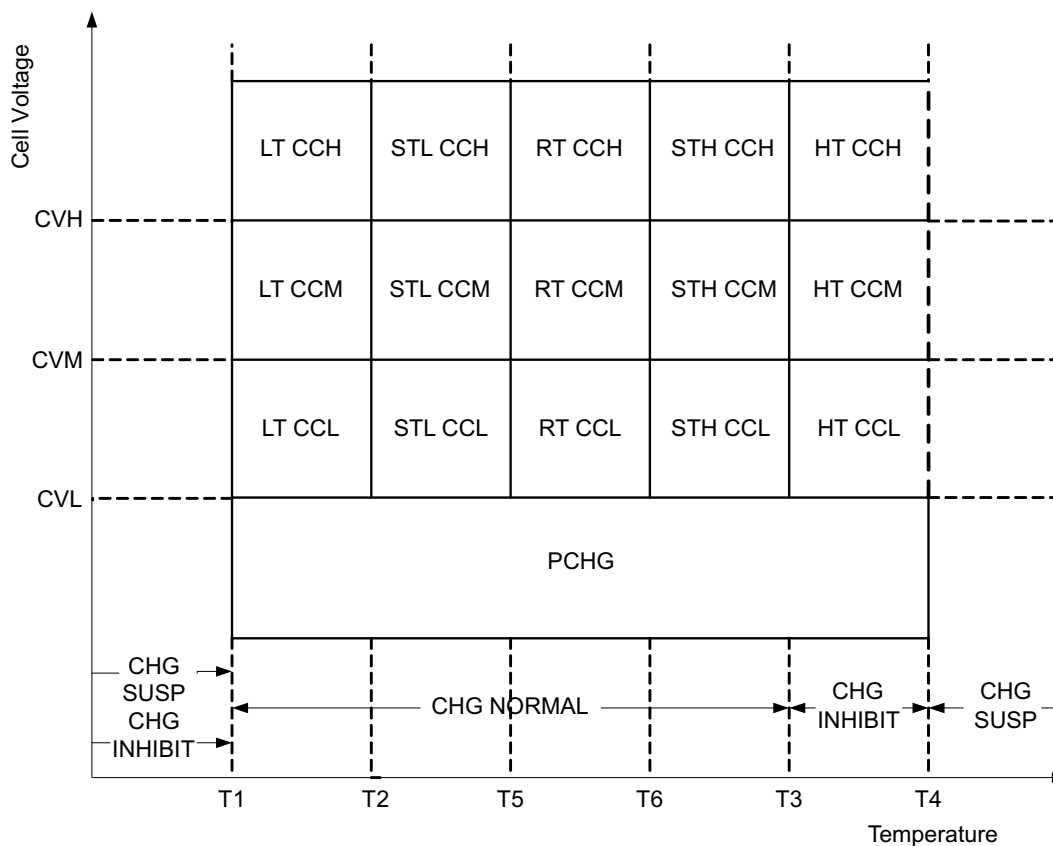 Cell Voltage
LT CCH
STL CCH
RT CCH
STH CCH
HT CCH
CVH
LT CCM
STL CCM
RT CCM
STH CCM
HT CCM
CVM
LT CCL
STL CCL
RT CCL
STH CCL
HT CCL
CVL
PCHG
CHG
SUSP
CHG
INHIBIT
CHG NORMAL
CHG
INHIBIT
CHG
SUSP
T1
T2
T5
T6
T3
T4
Temperature